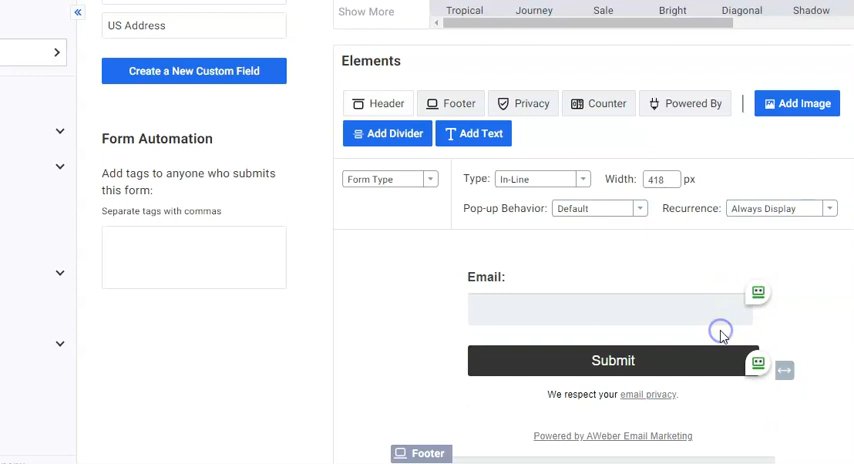 US Address
Create a New Custom Field
Form Automation
Add tags to anyone who submits
this form:
Separate tags with commas
Show More
Tropical Journey Sale Bright Diagonal Shadow
Elements
Header Footer Privacy Counter Powered By Add Image
Add Divider Add Text
Form Type Type: In-Line Width: 418 px
Pop-up Behavior: Default Recurrence: Always Display
Email:
Submit
We respect your email privacy.
Powered by AWeber Email Marketing
Footer